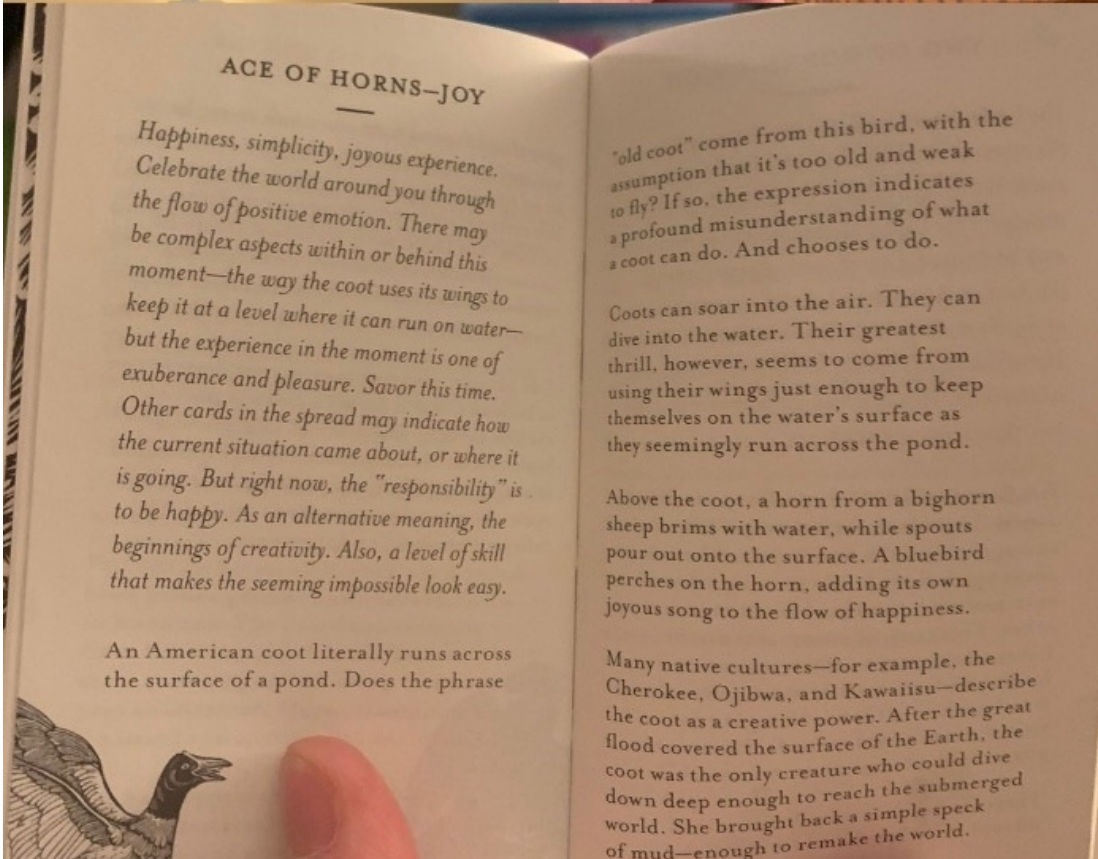 ACE OF HORNS—JOY
Happiness, simplicity, joyous experience.
Celebrate the world around you through
the flow of positive emotion. There may
be complex aspects within or behind this
moment—the way the coot uses its wings to
keep it at a level where it can run on water—
but the experience in the moment is one of
exuberance and pleasure. Savor this time.
Other cards in the spread may indicate how
the current situation came about, or where it
is going. But right now, the "responsibility" is
to be happy. As an alternative meaning, the
beginnings of creativity. Also, a level of skill
that makes the seeming impossible look easy.
An American coot literally runs across
the surface of a pond. Does the phrase
"old coot" come from this bird, with the
assumption that it's too old and weak
to fly? If so, the expression indicates
a profound misunderstanding of what
a coot can do. And chooses to do.
Coots can soar into the air. They can
dive into the water. Their greatest
thrill, however, seems to come from
using their wings just enough to keep
themselves on the water's surface as
they seemingly run across the pond.
Above the coot, a horn from a bighorn
sheep brims with water, while spouts
pour out onto the surface. A bluebird
perches on the horn, adding its own
joyous song to the flow of happiness.
Many native cultures—for example, the
Cherokee, Ojibwa, and Kawaiisu—describe
the coot as a creative power. After the great
flood covered the surface of the Earth, the
coot was the only creature who could dive
down deep enough to reach the submerged
world. She brought back a simple speck
of mud—enough to remake the world.